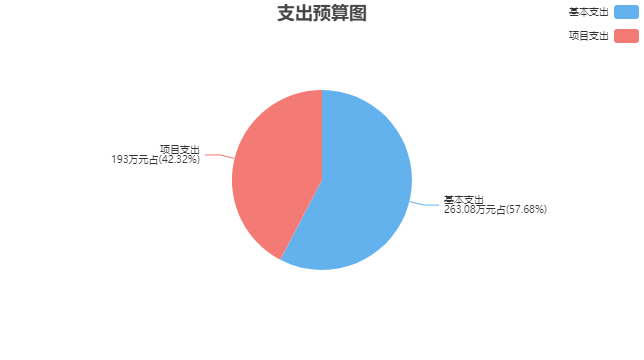 支出预算图
基本支出
项目支出
项目支出
193万元占(42.32%)
基本支出
263.08万元占(57.68%)